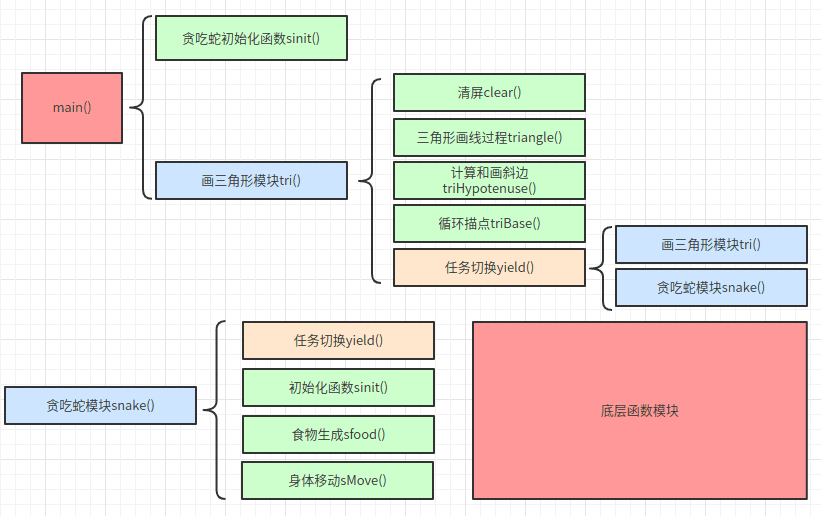 贪吃蛇初始化函数sinit()
main()
画三角形模块tri()
清屏clear()
三角形画线过程triangle()
计算和画斜边
triHypotenuse()
循环描点triBase()
任务切换yield()
画三角形模块tri()
贪吃蛇模块snake()
贪吃蛇模块snake()
任务切换yield()
初始化函数sinit()
食物生成sfood()
身体移动sMove()
底层函数模块